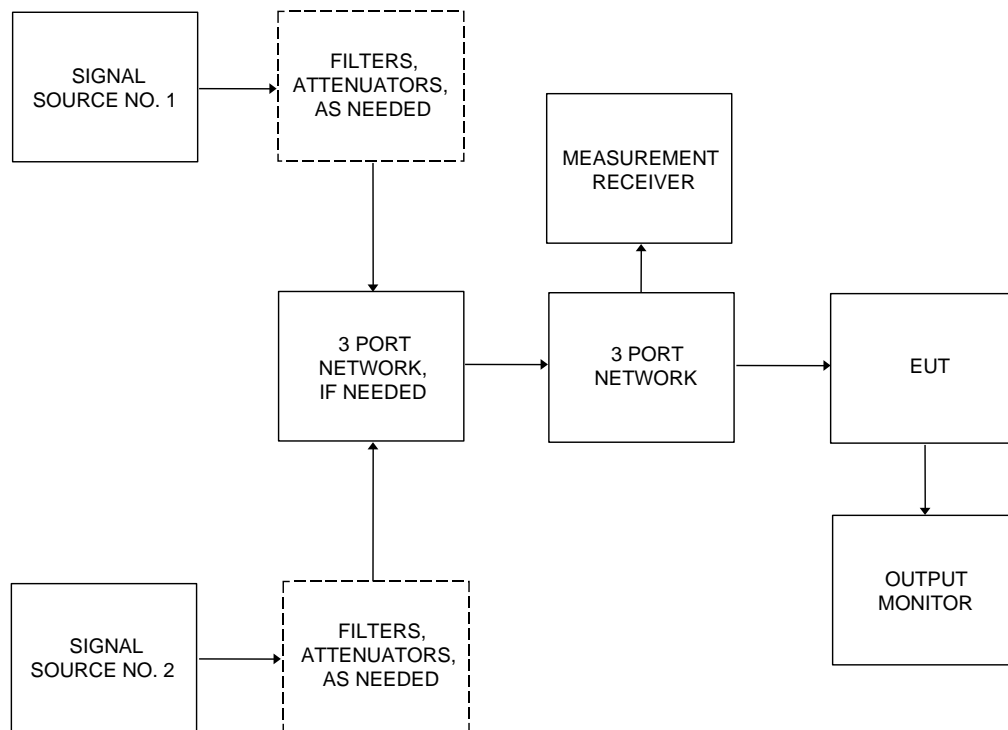 SIGNAL
SOURCE NO. 1
FILTERS,
ATTENUATORS,
AS NEEDED
MEASUREMENT
RECEIVER
3 PORT
NETWORK,
IF NEEDED
3 PORT
NETWORK
EUT
OUTPUT
MONITOR
SIGNAL
SOURCE NO. 2
FILTERS,
ATTENUATORS,
AS NEEDED